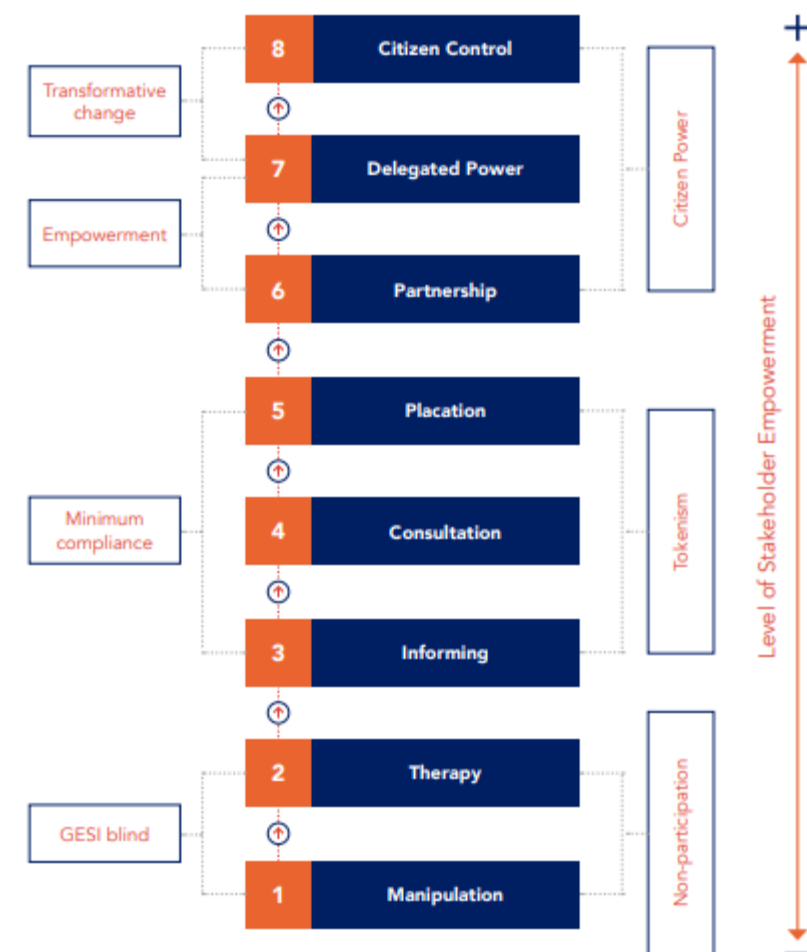 +
8 Citizen Control
Transformative
change
7 Delegated Power
Citizen Power
Empowerment
6 Partnership
5 Placation
Minimum
compliance
4 Consultation
Tokenism
Level of Stakeholder Empowerment
3 Informing
2 Therapy
GESI blind
Non-participation
1 Manipulation